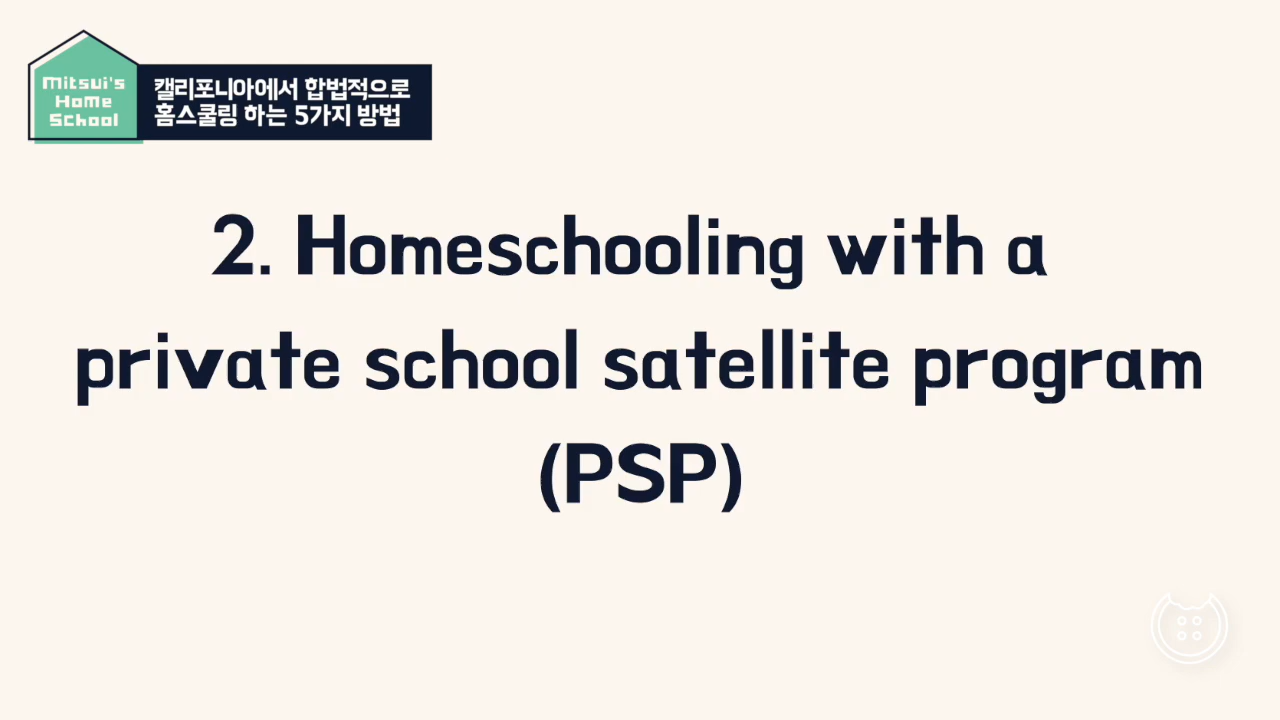 Mitsui's
Home
School
캘리포니아에서 합법적으로
홈스쿨링 하는 5가지 방법
2. Homeschooling with a
private school satellite program
(PSP)